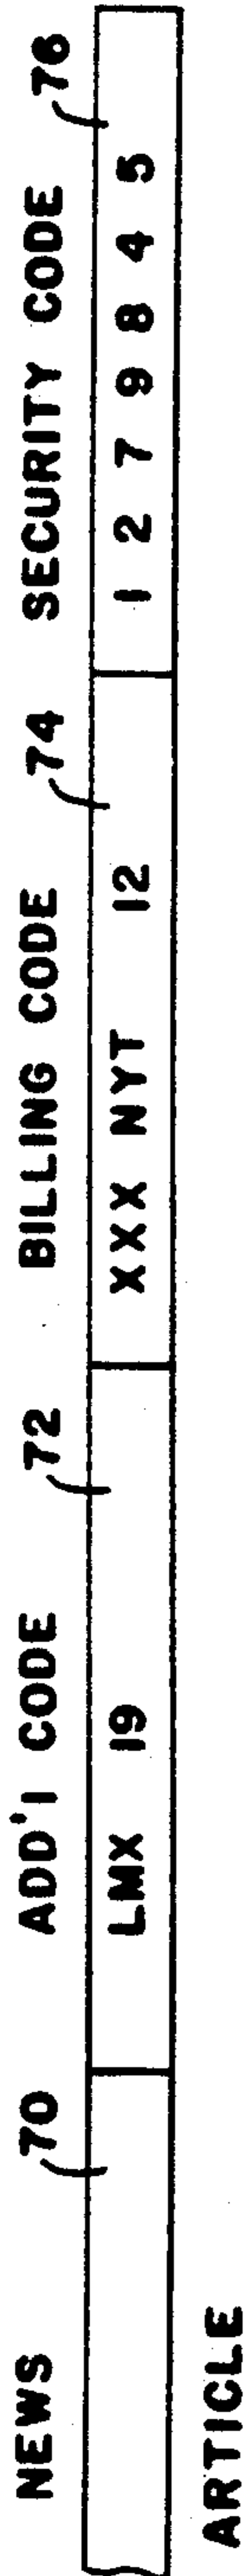 NEWS 70 ADD'I CODE 72 BILLING CODE 74 SECURITY CODE 76
LMX 19 XXX NYT 12 1 2 7 9 8 4 5
ARTICLE